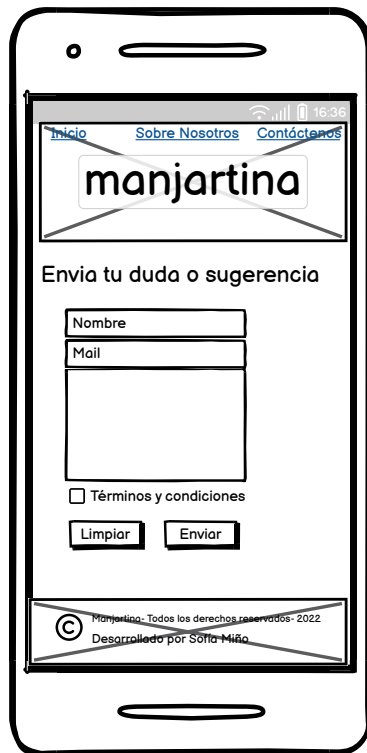 16:36
Inicio Sobre Nosotros Contáctenos
manjartina
Envia tu duda o sugerencia
Nombre
Mail
Términos y condiciones
Limpiar Enviar
© Manjartina- Todos los derechos reservados- 2022
Desarrollado por Sofía Miño